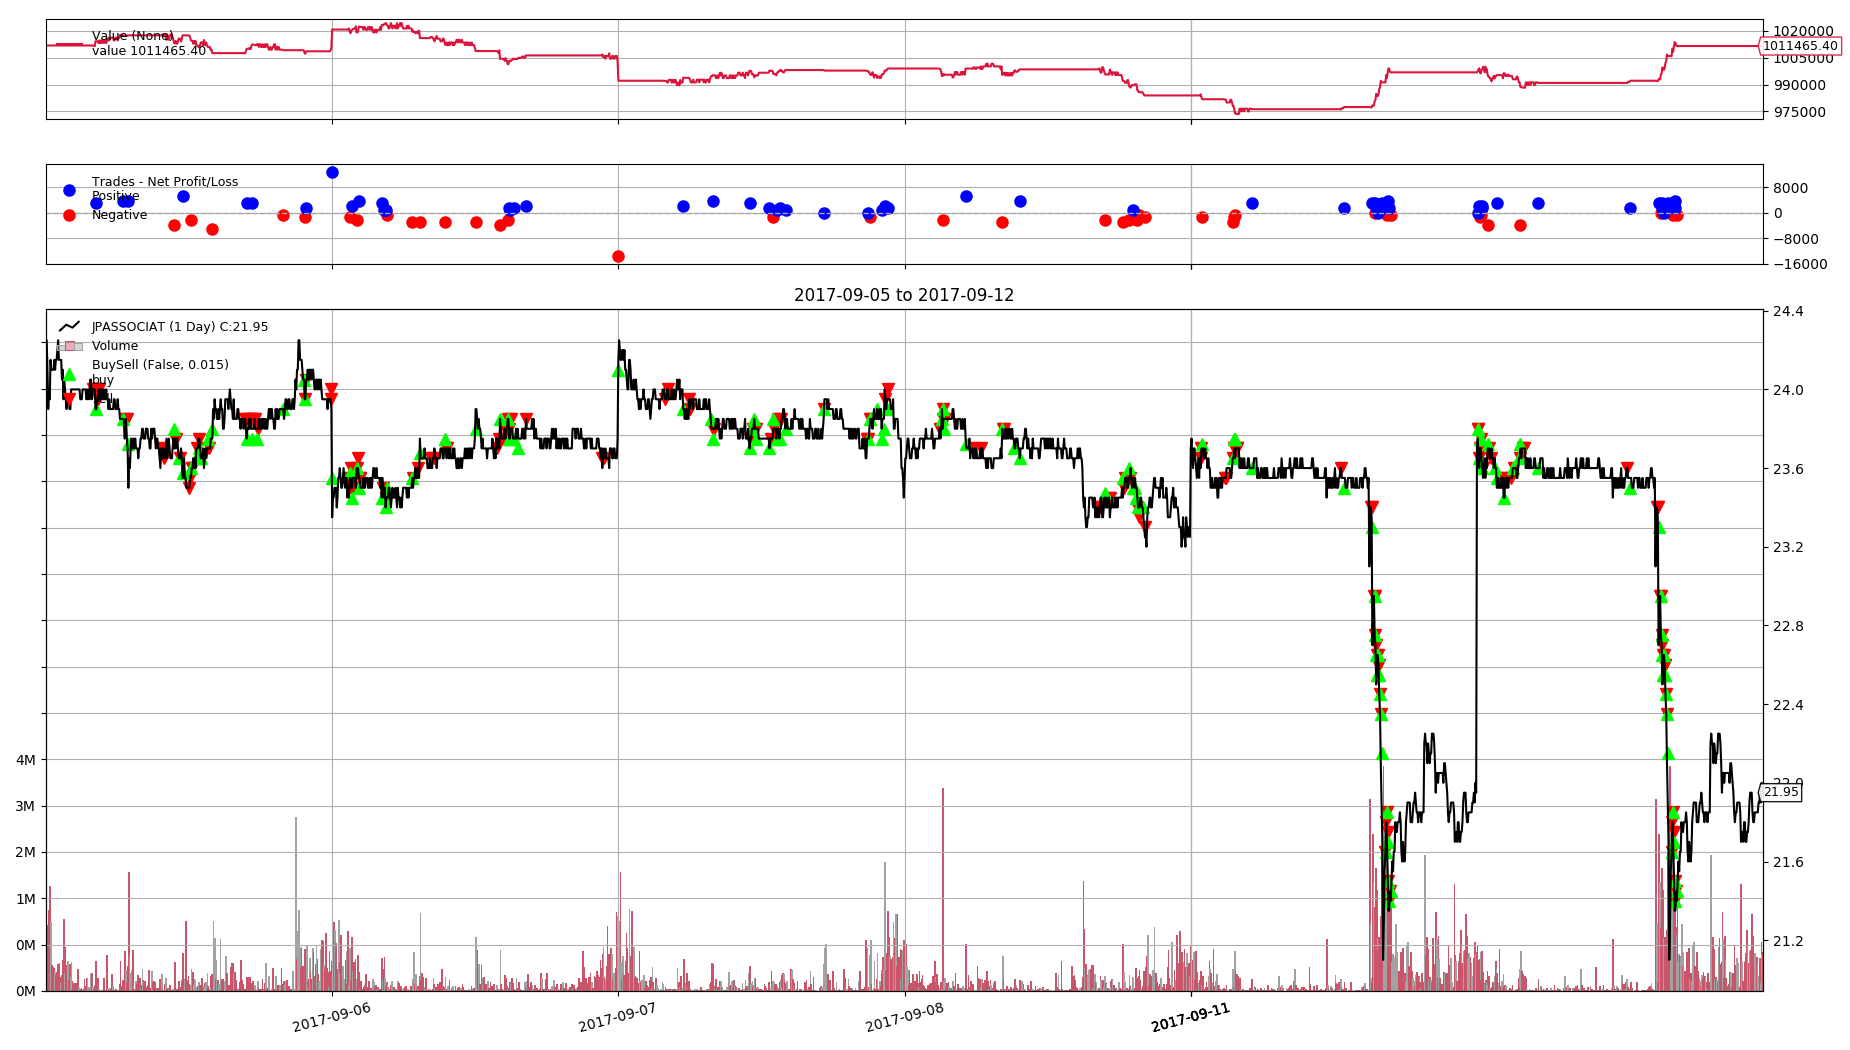 Value (None)
value 1011465.40
1020000
1011465.40
1005000
990000
975000
Trades - Net Profit/Loss
Positive
Negative
8000
0
−8000
−16000
2017-09-05 to 2017-09-12
JPASSOCIAT (1 Day) C:21.95
Volume
BuySell (False, 0.015)
buy
24.4
24.0
23.6
23.2
22.8
22.4
22.0
21.95
21.6
21.2
4M
3M
2M
1M
0M
0M
2017-09-06
2017-09-07
2017-09-08
2017-09-11